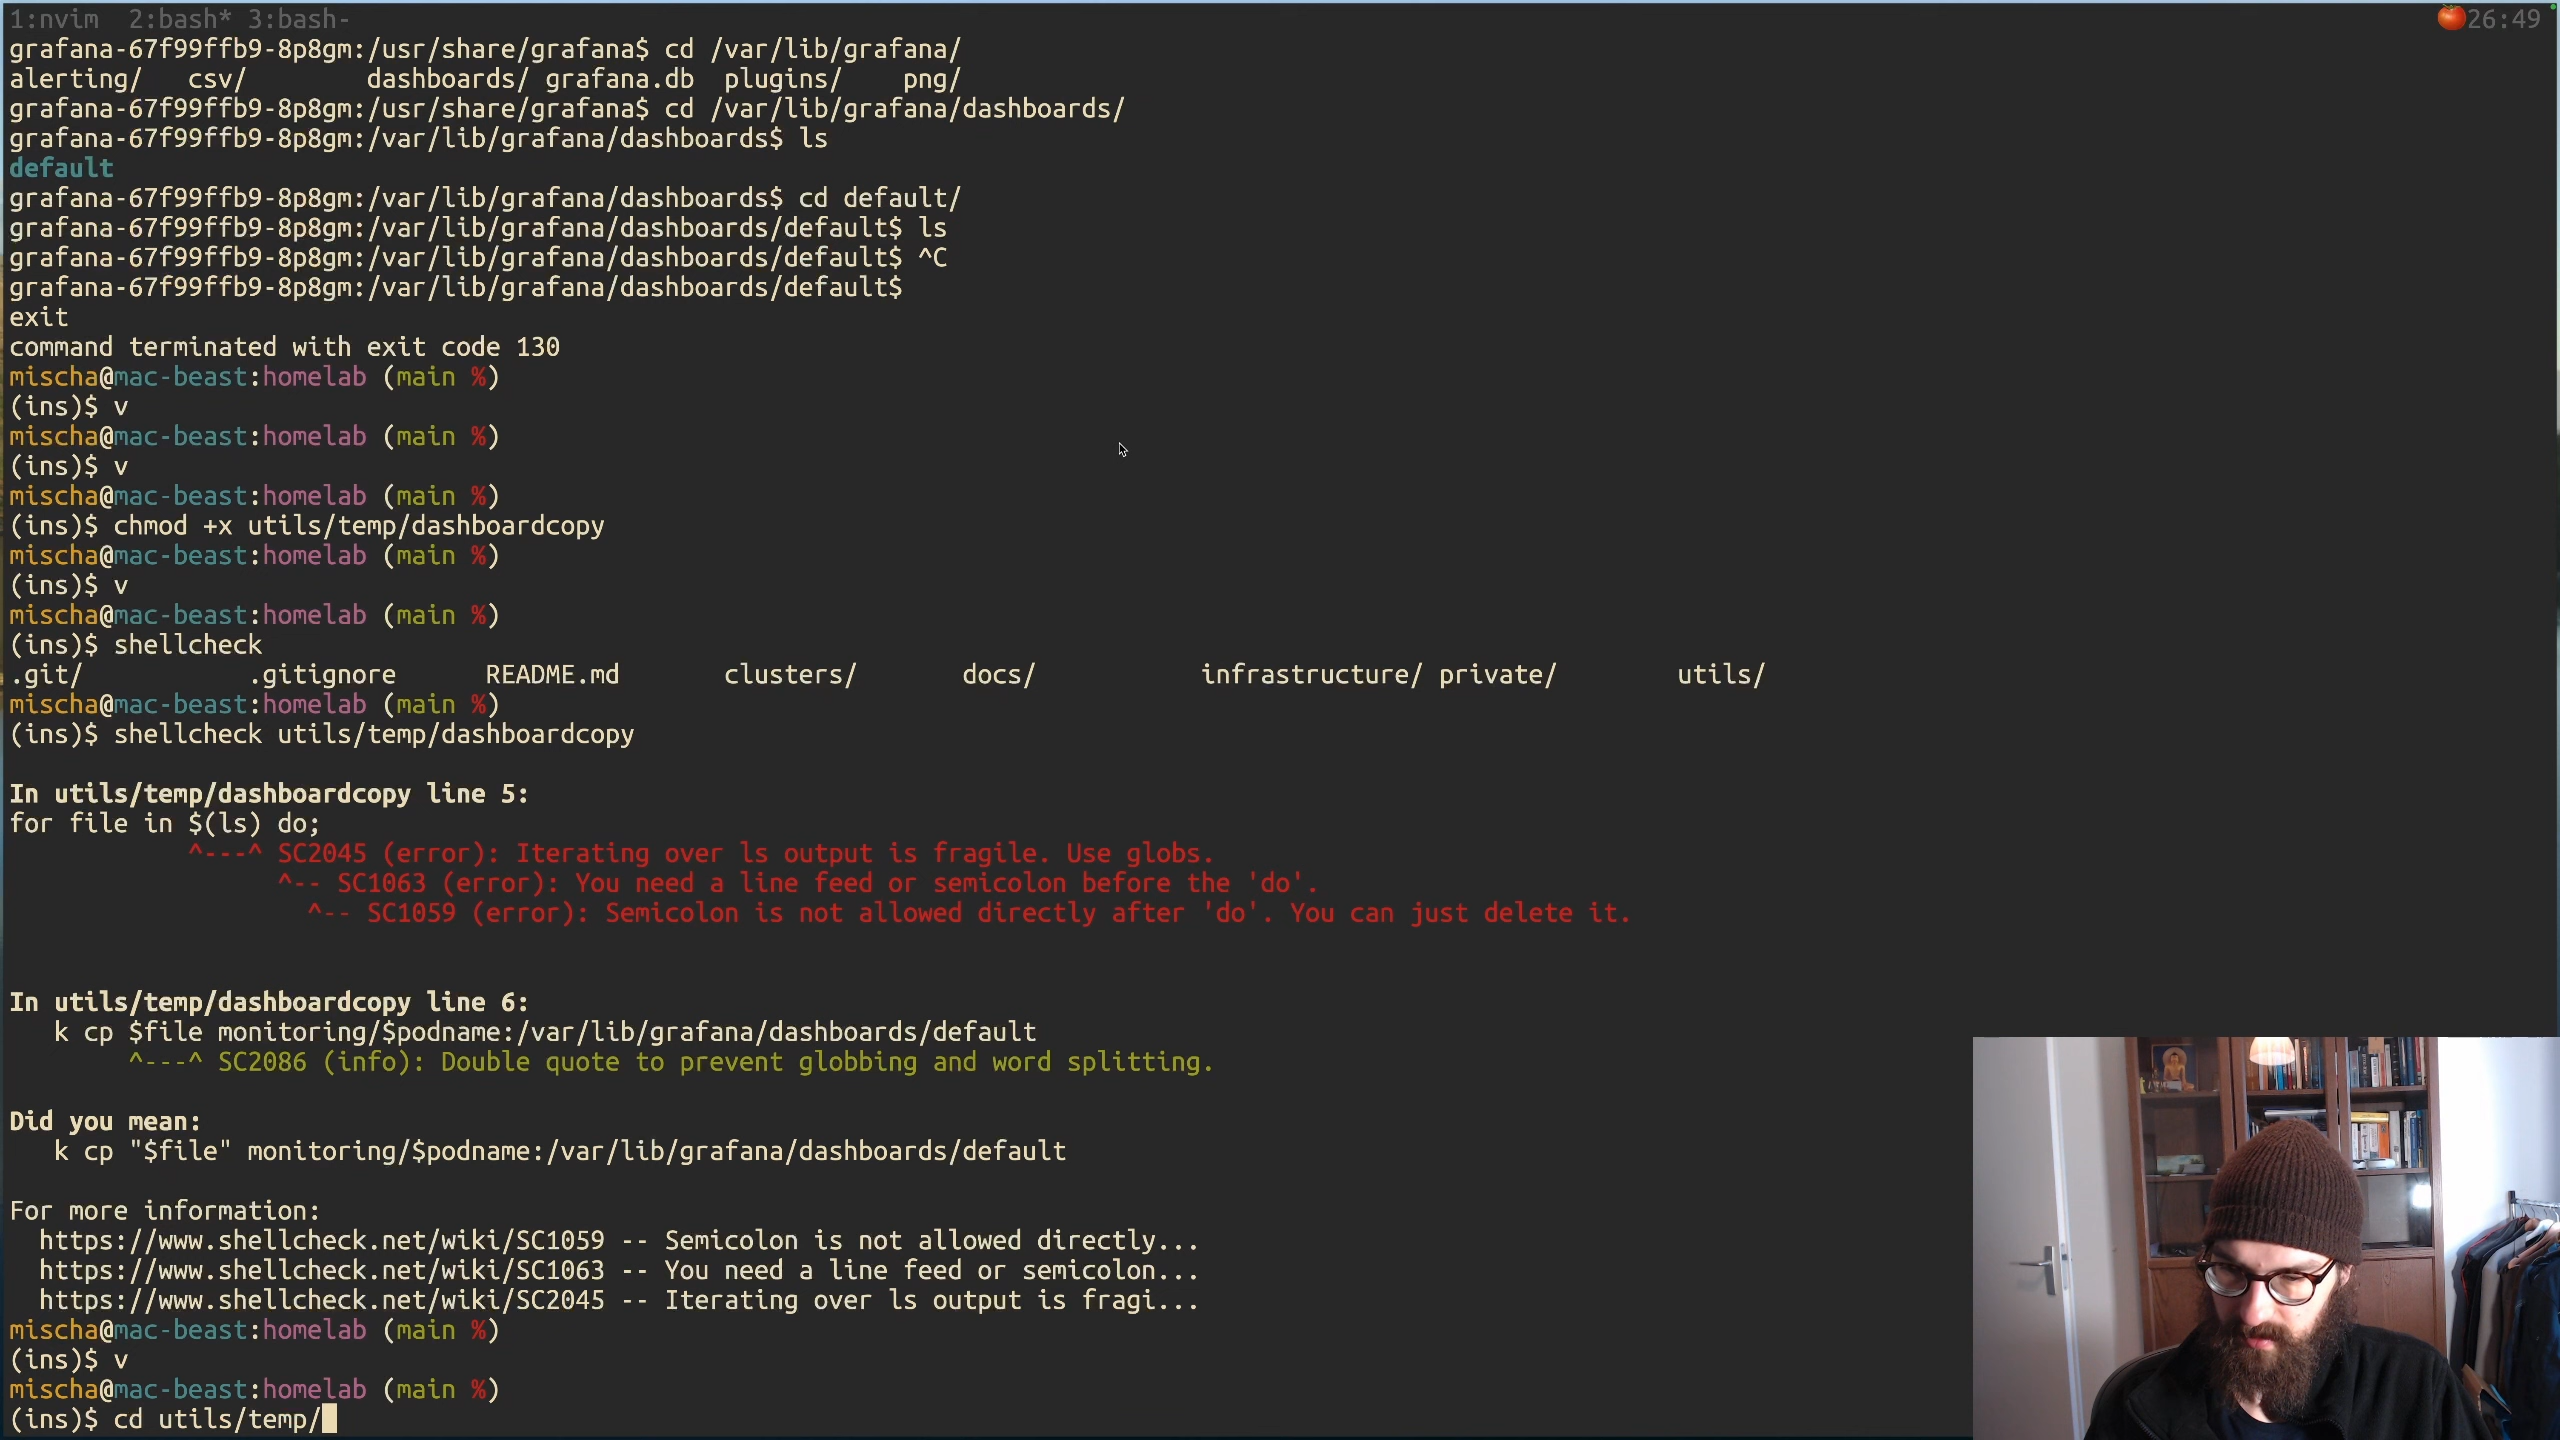 1:nvim  2:bash* 3:bash-
26:49
grafana-67f99ffb9-8p8gm:/usr/share/grafana$ cd /var/lib/grafana/
alerting/   csv/        dashboards/ grafana.db  plugins/    png/
grafana-67f99ffb9-8p8gm:/usr/share/grafana$ cd /var/lib/grafana/dashboards/
grafana-67f99ffb9-8p8gm:/var/lib/grafana/dashboards$ ls
default
grafana-67f99ffb9-8p8gm:/var/lib/grafana/dashboards$ cd default/
grafana-67f99ffb9-8p8gm:/var/lib/grafana/dashboards/default$ ls
grafana-67f99ffb9-8p8gm:/var/lib/grafana/dashboards/default$ ^C
grafana-67f99ffb9-8p8gm:/var/lib/grafana/dashboards/default$
exit
command terminated with exit code 130
mischa@mac-beast:homelab (main %)
(ins)$ v
mischa@mac-beast:homelab (main %)
(ins)$ v
mischa@mac-beast:homelab (main %)
(ins)$ chmod +x utils/temp/dashboardcopy
mischa@mac-beast:homelab (main %)
(ins)$ v
mischa@mac-beast:homelab (main %)
(ins)$ shellcheck
.git/           .gitignore      README.md       clusters/       docs/           infrastructure/ private/        utils/
mischa@mac-beast:homelab (main %)
(ins)$ shellcheck utils/temp/dashboardcopy
In utils/temp/dashboardcopy line 5:
for file in $(ls) do;
            ^---^ SC2045 (error): Iterating over ls output is fragile. Use globs.
                  ^-- SC1063 (error): You need a line feed or semicolon before the 'do'.
                    ^-- SC1059 (error): Semicolon is not allowed directly after 'do'. You can just delete it.
In utils/temp/dashboardcopy line 6:
   k cp $file monitoring/$podname:/var/lib/grafana/dashboards/default
        ^---^ SC2086 (info): Double quote to prevent globbing and word splitting.
Did you mean:
   k cp "$file" monitoring/$podname:/var/lib/grafana/dashboards/default
For more information:
  https://www.shellcheck.net/wiki/SC1059 -- Semicolon is not allowed directly...
  https://www.shellcheck.net/wiki/SC1063 -- You need a line feed or semicolon...
  https://www.shellcheck.net/wiki/SC2045 -- Iterating over ls output is fragi...
mischa@mac-beast:homelab (main %)
(ins)$ v
mischa@mac-beast:homelab (main %)
(ins)$ cd utils/temp/